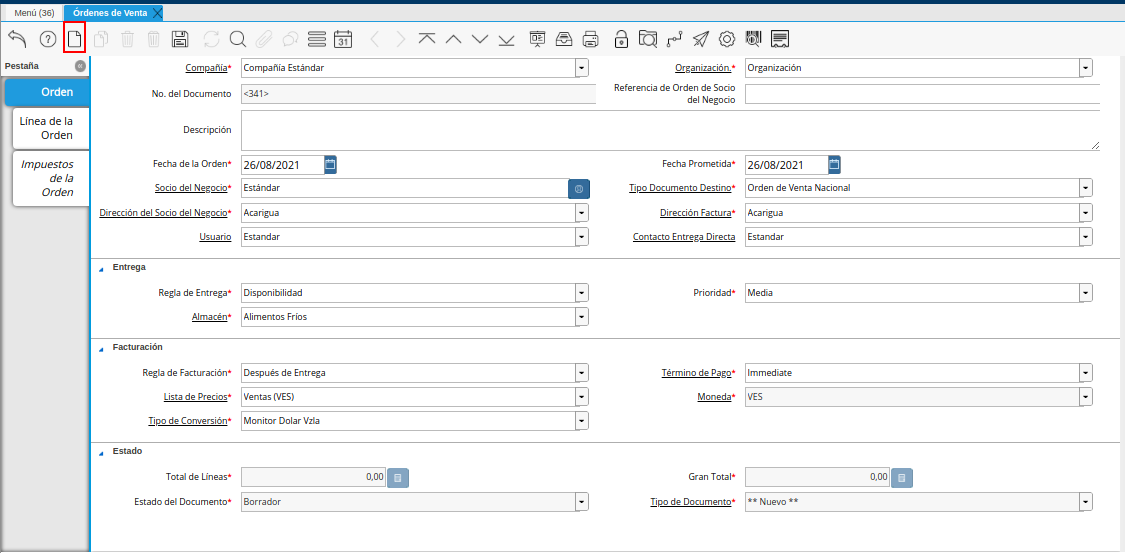 Menú (36) Órdenes de Venta
31
Pestaña
Orden
Línea de la
Orden
Impuestos
de la
Orden
Compañía* Compañía Estándar Organización.* Organización
No. del Documento <341> Referencia de Orden de Socio
del Negocio
Descripción
Fecha de la Orden* 26/08/2021 Fecha Prometida* 26/08/2021
Socio del Negocio* Estándar Tipo Documento Destino* Orden de Venta Nacional
Dirección del Socio del Negocio* Acarigua Dirección Factura* Acarigua
Usuario Estandar Contacto Entrega Directa Estandar
Entrega
Regla de Entrega* Disponibilidad Prioridad* Media
Almacén* Alimentos Fríos
Facturación
Regla de Facturación* Después de Entrega Término de Pago* Immediate
Lista de Precios* Ventas (VES) Moneda* VES
Tipo de Conversión* Monitor Dolar Vzla
Estado
Total de Líneas* 0,00 Gran Total* 0,00
Estado del Documento* Borrador Tipo de Documento* ** Nuevo **